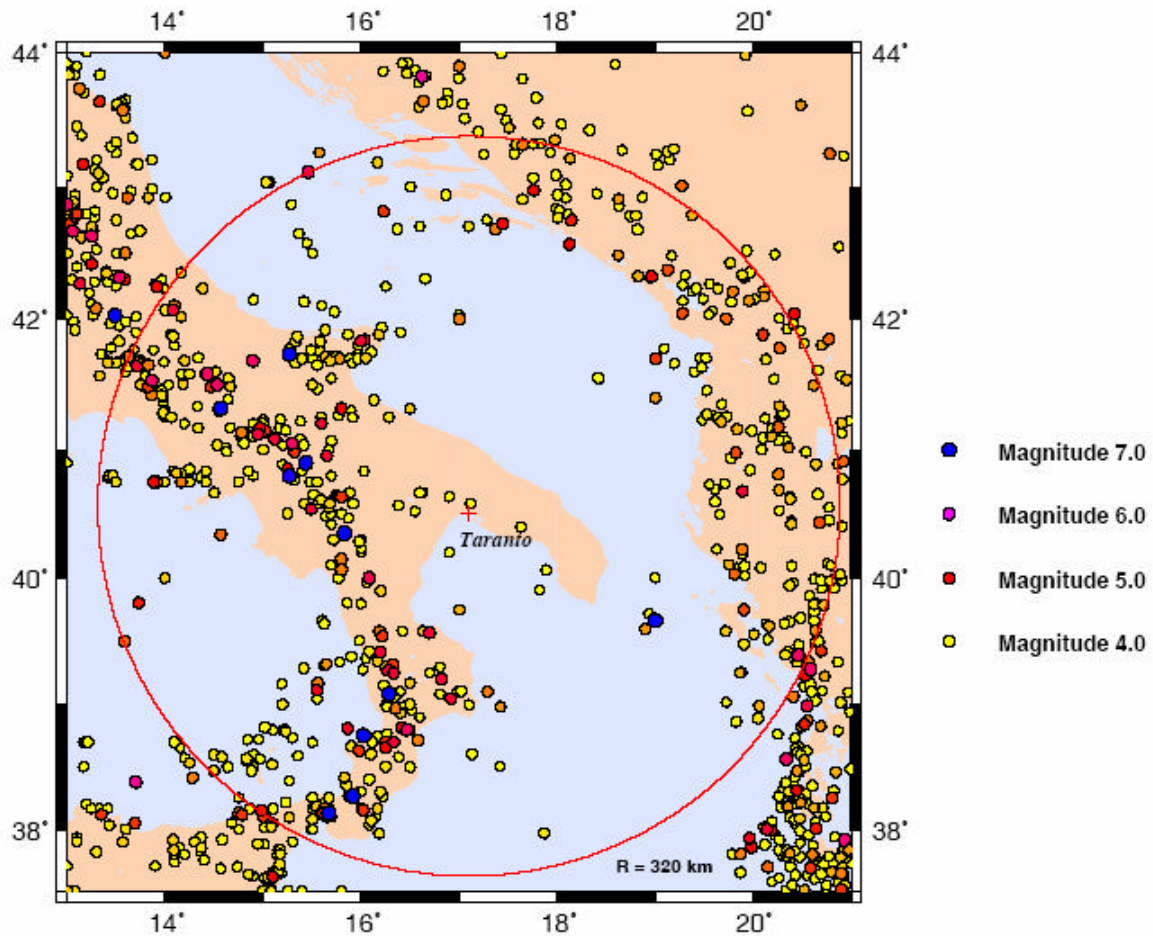 14° 16° 18° 20°
44° 44°
42° 42°
Magnitude 7.0
Magnitude 6.0
Taranto
40° 40°
Magnitude 5.0
Magnitude 4.0
38° 38°
R = 320 km
14° 16° 18° 20°